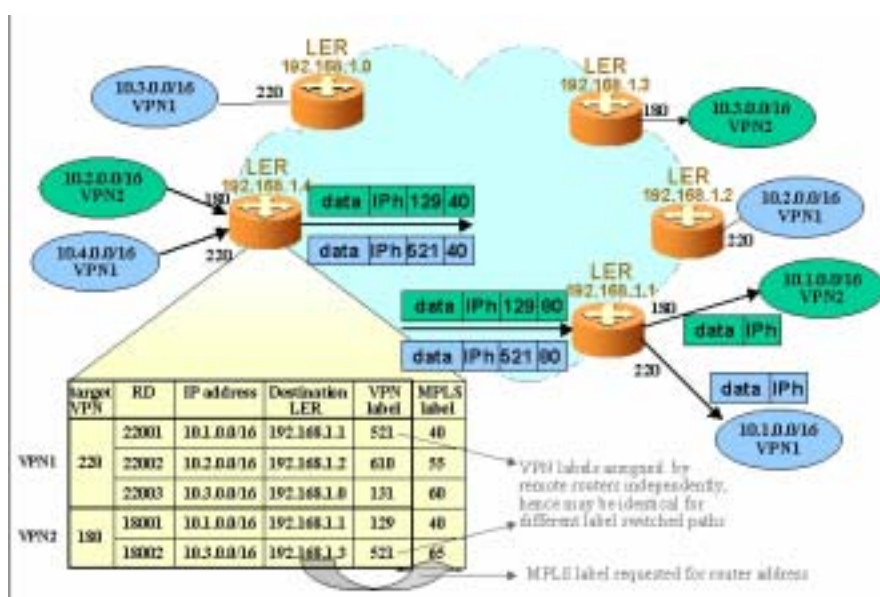 LER
192.168.1.0
10.3.0.0/16
VPN1
220
LER
192.168.1.3
180
10.3.0.0/16
VPN2
10.2.0.0/16
VPN2
180
LER
192.168.1.4
data IPh 129 40
data IPh 521 40
10.4.0.0/16
VPN1
220
LER
192.168.1.2
10.2.0.0/16
VPN1
220
LER
192.168.1.1
180
10.1.0.0/16
VPN2
data IPh 129 80
data IPh 521 80
data IPh
220
data IPh
10.1.0.0/16
VPN1
target VPN RD IP address Destination LER VPN label MPLS label
VPN1 220 22001 10.1.0.0/16 192.168.1.1 521 40
22002 10.2.0.0/16 192.168.1.2 610 55
22003 10.3.0.0/16 192.168.1.0 131 60
VPN2 180 18001 10.1.0.0/16 192.168.1.1 129 40
18002 10.3.0.0/16 192.168.1.3 521 65
VPN labels assigned by
remote routers independently,
hence may be identical for
different label switched paths
MPLS label requested for router address